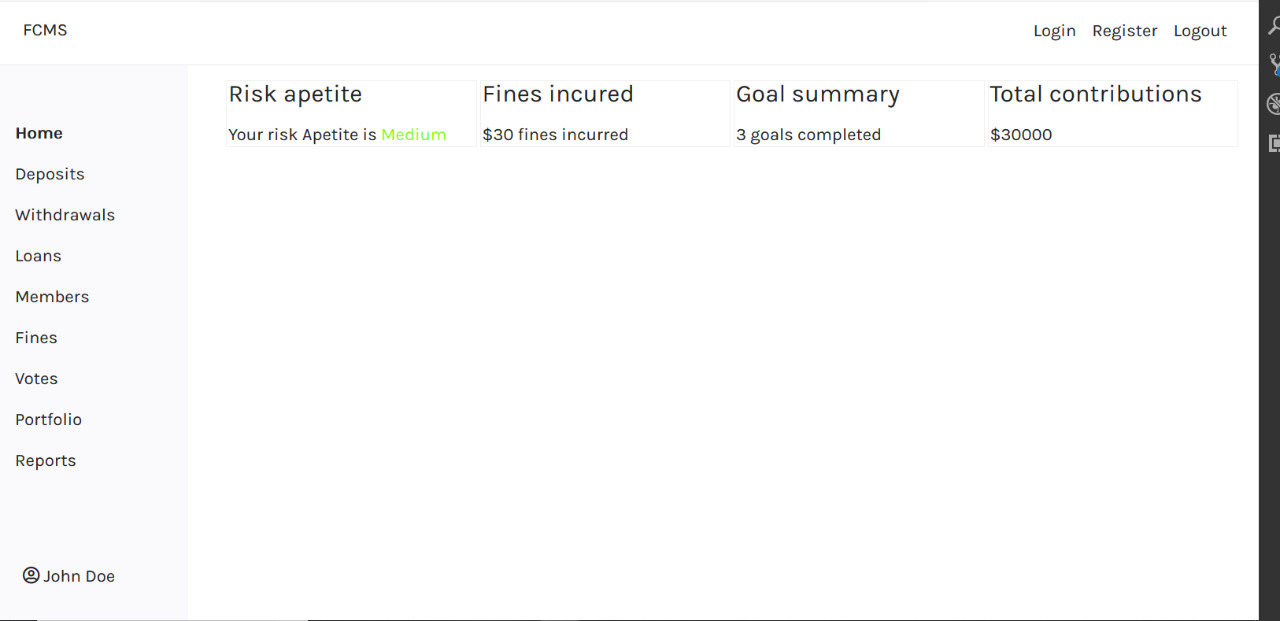 FCMS
Login Register Logout
Home
Deposits
Withdrawals
Loans
Members
Fines
Votes
Portfolio
Reports
John Doe
Risk apetite
Your risk Apetite is Medium
Fines incured
$30 fines incurred
Goal summary
3 goals completed
Total contributions
$30000